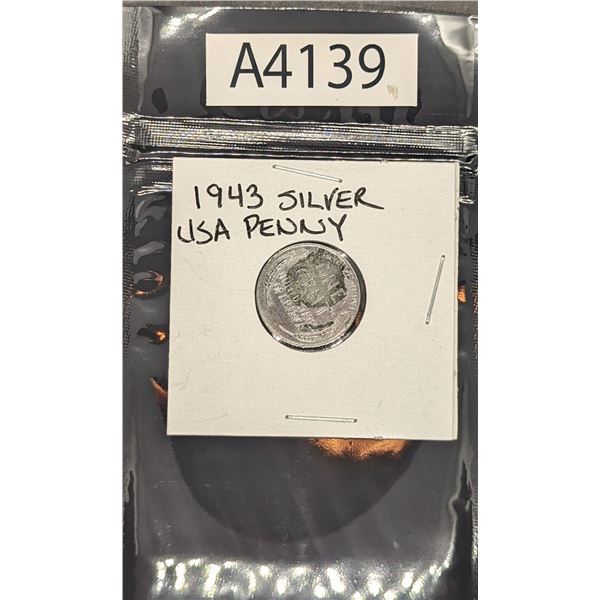 A4139
1943 SILVER
USA PENNY